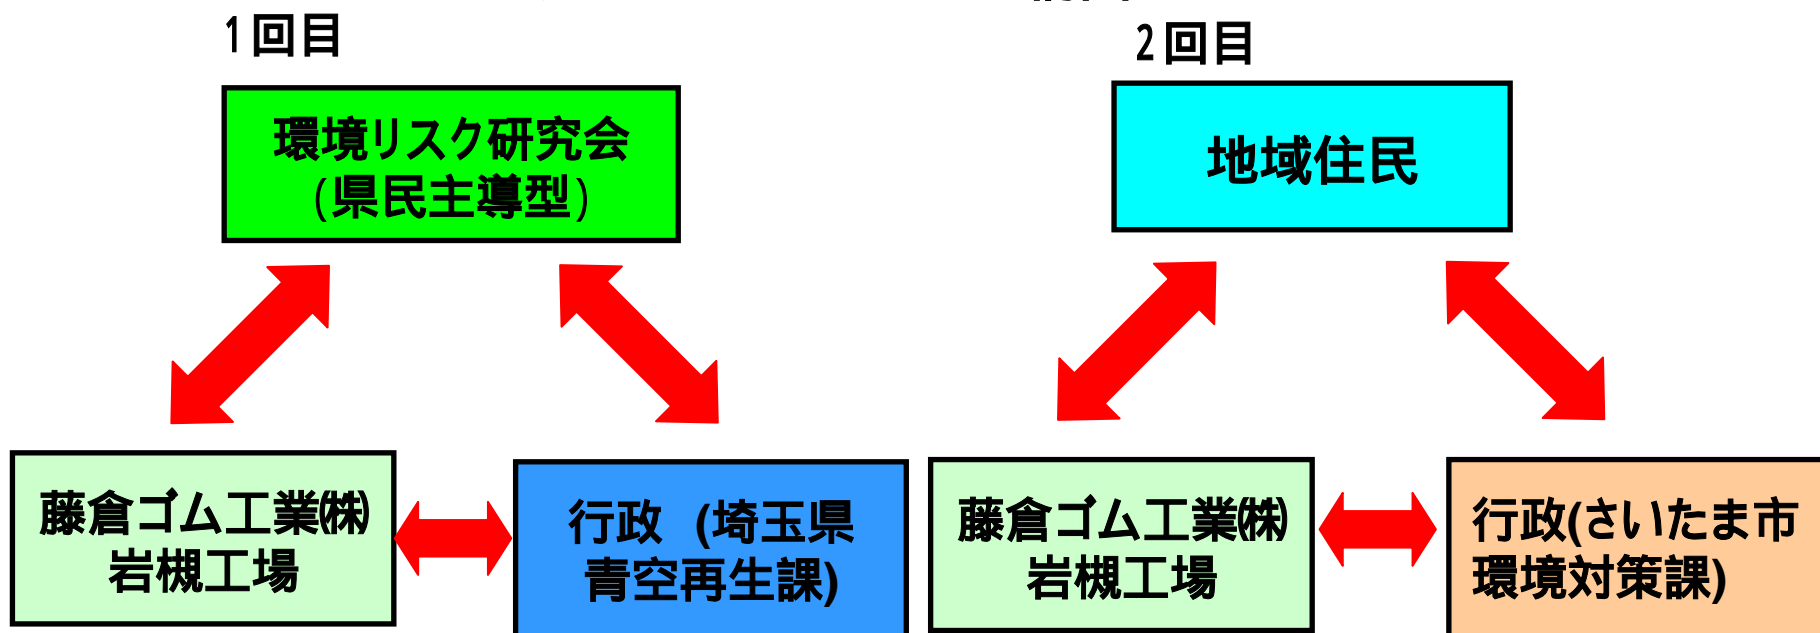 1回目
環境リスク研究会
(県民主導型)
藤倉ゴム工業㈱
岩槻工場
行政 (埼玉県
青空再生課)
2回目
地域住民
藤倉ゴム工業㈱
岩槻工場
行政(さいたま市
環境対策課)